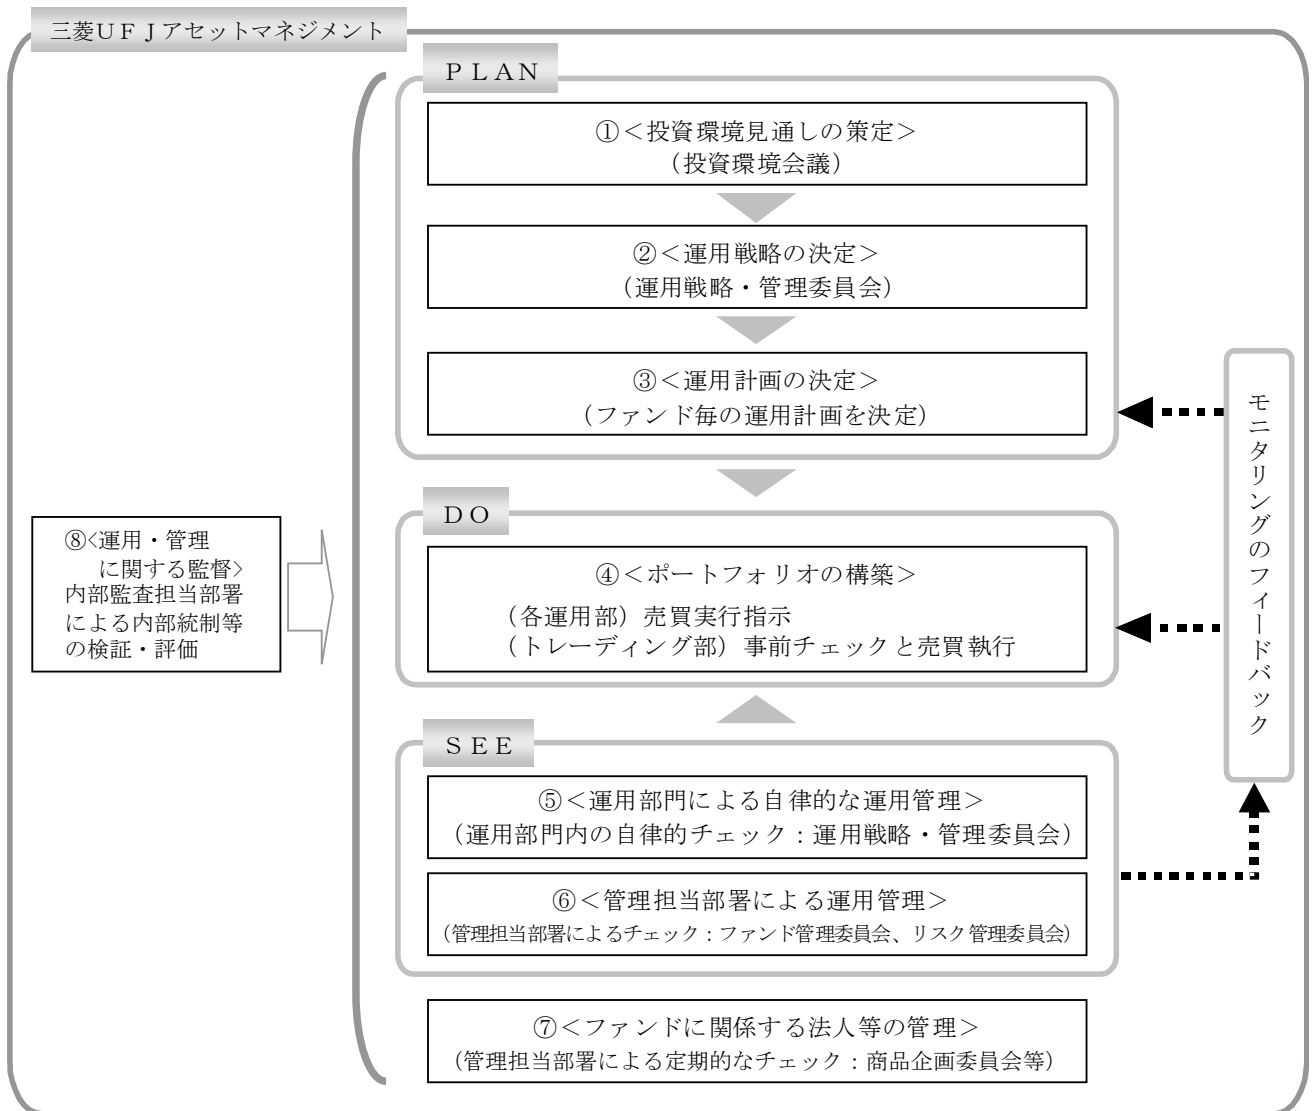 三菱ＵＦＪアセットマネジメント
ＰＬＡＮ
①＜投資環境見通しの策定＞
（投資環境会議）
②＜運用戦略の決定＞
（運用戦略・管理委員会）
③＜運用計画の決定＞
（ファンド毎の運用計画を決定）
ＤＯ
④＜ポートフォリオの構築＞
（各運用部）売買実行指示
（トレーディング部）事前チェックと売買執行
ＳＥＥ
⑤＜運用部門による自律的な運用管理＞
（運用部門内の自律的チェック：運用戦略・管理委員会）
⑥＜管理担当部署による運用管理＞
（管理担当部署によるチェック：ファンド管理委員会、リスク管理委員会）
⑦＜ファンドに関係する法人等の管理＞
（管理担当部署による定期的なチェック：商品企画委員会等）
⑧<運用・管理
に関する監督>
内部監査担当部署
による内部統制等
の検証・評価
モニタリングのフィードバック